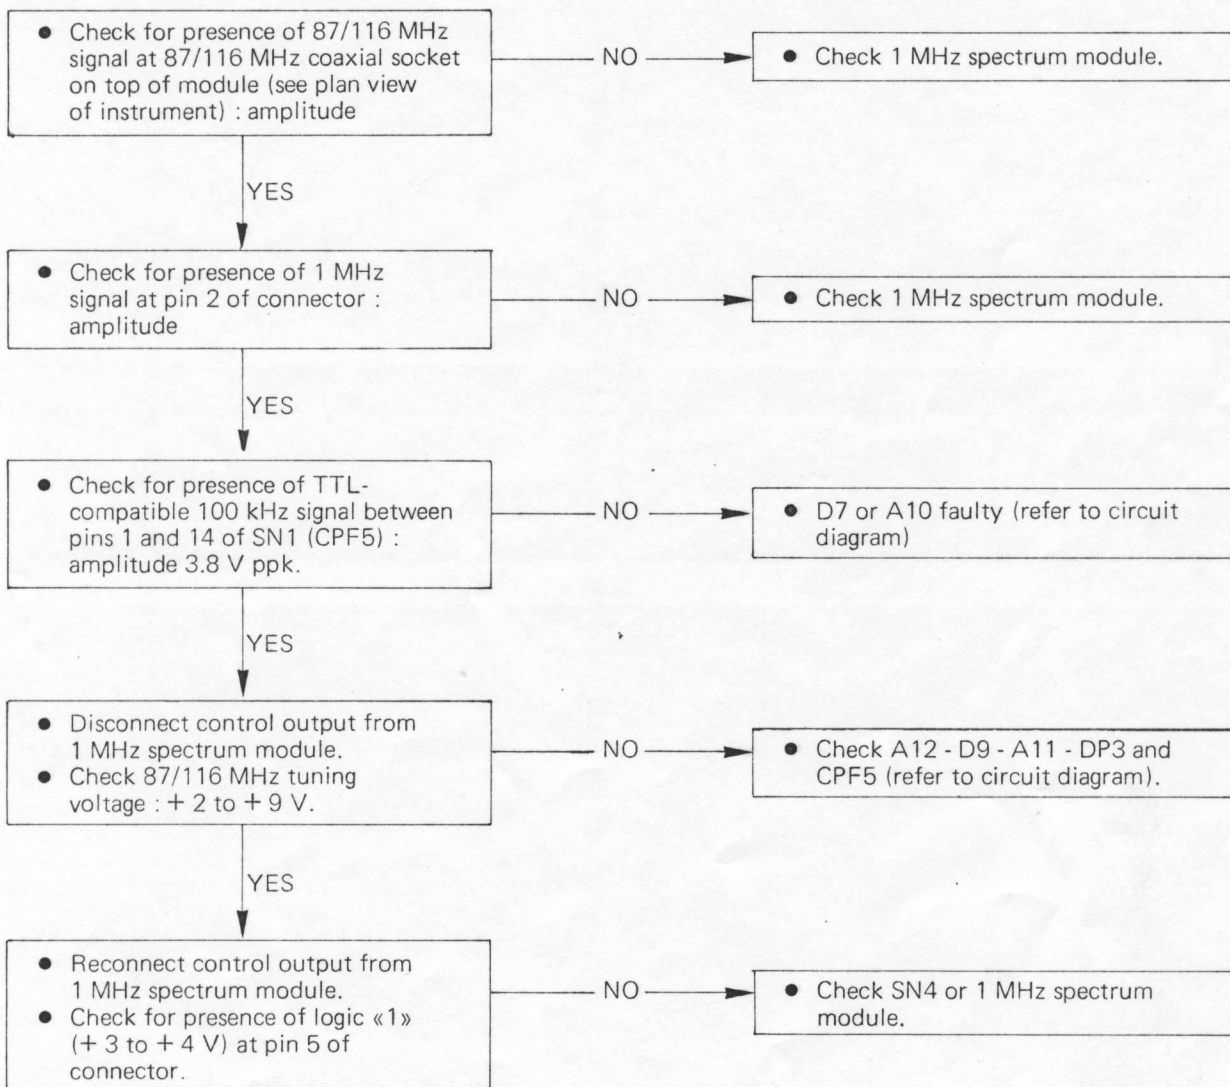 ● Check for presence of 87/116 MHz
signal at 87/116 MHz coaxial socket
on top of module (see plan view
of instrument) : amplitude
NO
● Check 1 MHz spectrum module.
YES
● Check for presence of 1 MHz
signal at pin 2 of connector :
amplitude
NO
● Check 1 MHz spectrum module.
YES
● Check for presence of TTL-
compatible 100 kHz signal between
pins 1 and 14 of SN1 (CPF5) :
amplitude 3.8 V ppk.
NO
● D7 or A10 faulty (refer to circuit
diagram)
YES
● Disconnect control output from
1 MHz spectrum module.
● Check 87/116 MHz tuning
voltage : + 2 to + 9 V.
NO
● Check A12 - D9 - A11 - DP3 and
CPF5 (refer to circuit diagram).
YES
● Reconnect control output from
1 MHz spectrum module.
● Check for presence of logic «1»
(+ 3 to + 4 V) at pin 5 of
connector.
NO
● Check SN4 or 1 MHz spectrum
module.